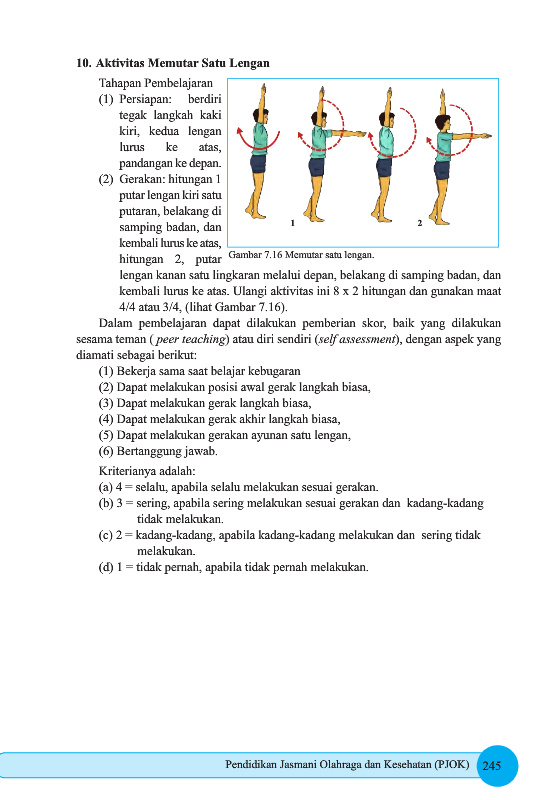 10. Aktivitas Memutar Satu Lengan
Tahapan Pembelajaran
(1) Persiapan: berdiri
tegak langkah kaki
kiri, kedua lengan
lurus ke atas,
pandangan ke depan.
(2) Gerakan: hitungan 1
putar lengan kiri satu
putaran, belakang di
samping badan, dan
kembali lurus ke atas,
hitungan 2, putar
1
2
Gambar 7.16 Memutar satu lengan.
lengan kanan satu lingkaran melalui depan, belakang di samping badan, dan
kembali lurus ke atas. Ulangi aktivitas ini 8 x 2 hitungan dan gunakan maat
4/4 atau 3/4, (lihat Gambar 7.16).
Dalam pembelajaran dapat dilakukan pemberian skor, baik yang dilakukan
sesama teman ( peer teaching) atau diri sendiri (self assessment), dengan aspek yang
diamati sebagai berikut:
(1) Bekerja sama saat belajar kebugaran
(2) Dapat melakukan posisi awal gerak langkah biasa,
(3) Dapat melakukan gerak langkah biasa,
(4) Dapat melakukan gerak akhir langkah biasa,
(5) Dapat melakukan gerakan ayunan satu lengan,
(6) Bertanggung jawab.
Kriterianya adalah:
(a) 4 = selalu, apabila selalu melakukan sesuai gerakan.
(b) 3 = sering, apabila sering melakukan sesuai gerakan dan kadang-kadang
tidak melakukan.
(c) 2 = kadang-kadang, apabila kadang-kadang melakukan dan sering tidak
melakukan.
(d) 1 = tidak pernah, apabila tidak pernah melakukan.
Pendidikan Jasmani Olahraga dan Kesehatan (PJOK) 245